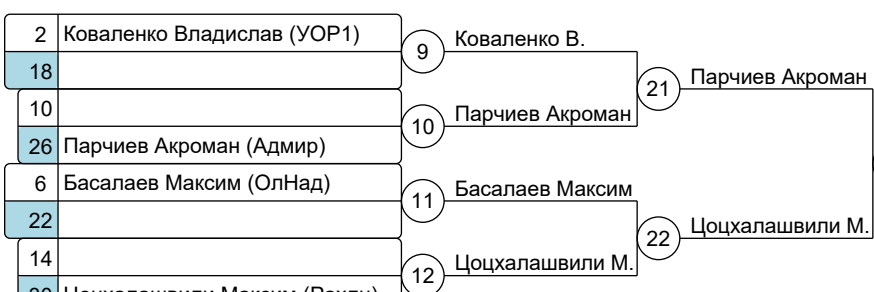 2 Коваленко Владислав (УОР1)
18
10
26 Парчиев Акроман (Адмир)
6 Басалаев Максим (ОлНад)
22
14
9 Коваленко В.
10 Парчиев Акроман
11 Басалаев Максим
12 Цоцхалашвили М.
21 Парчиев Акроман
22 Цоцхалашвили М.